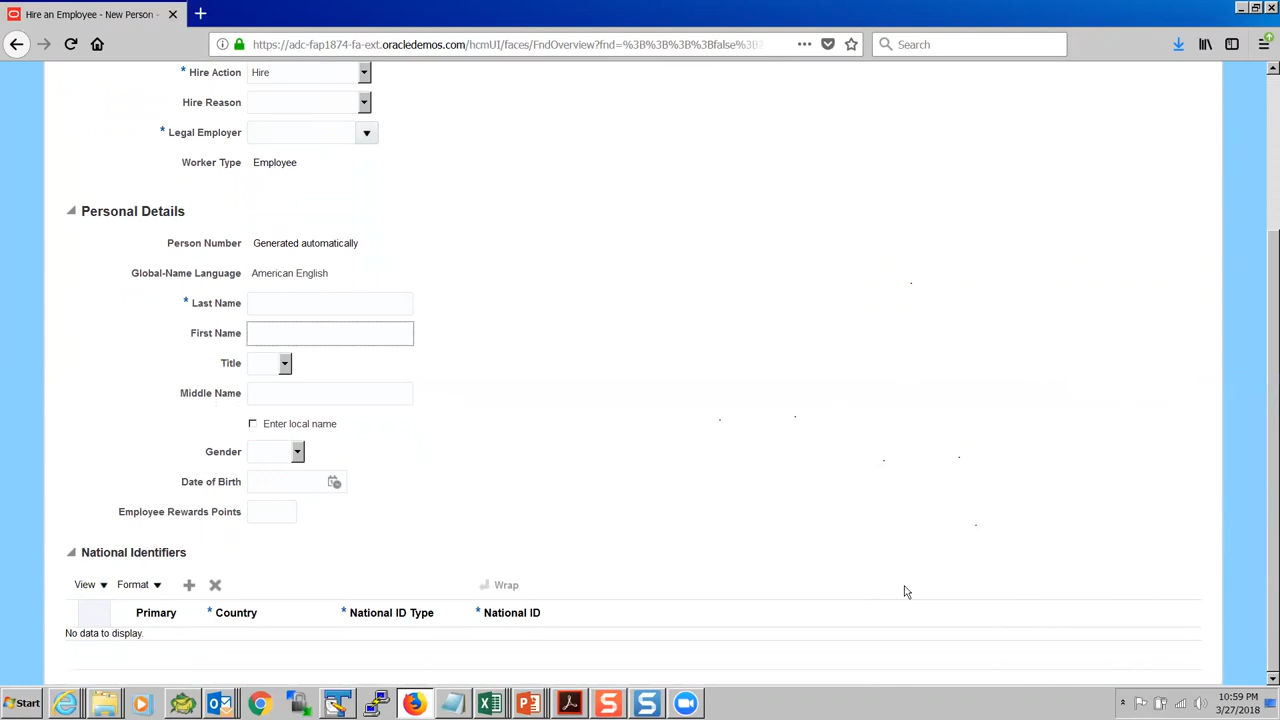 Hire an Employee - New Person -
https://adc-fap1874-fa-ext.oracledemos.com/hcmUI/faces/FndOverview?fnd=%3B%3B%3B%3Bfalse%3B2
Search
* Hire Action Hire
Hire Reason
* Legal Employer
Worker Type Employee
Personal Details
Person Number Generated automatically
Global-Name Language American English
* Last Name
First Name
Title
Middle Name
Enter local name
Gender
Date of Birth
Employee Rewards Points
National Identifiers
View Format Wrap
Primary * Country * National ID Type * National ID
No data to display.
Start
10:59 PM
3/27/2018